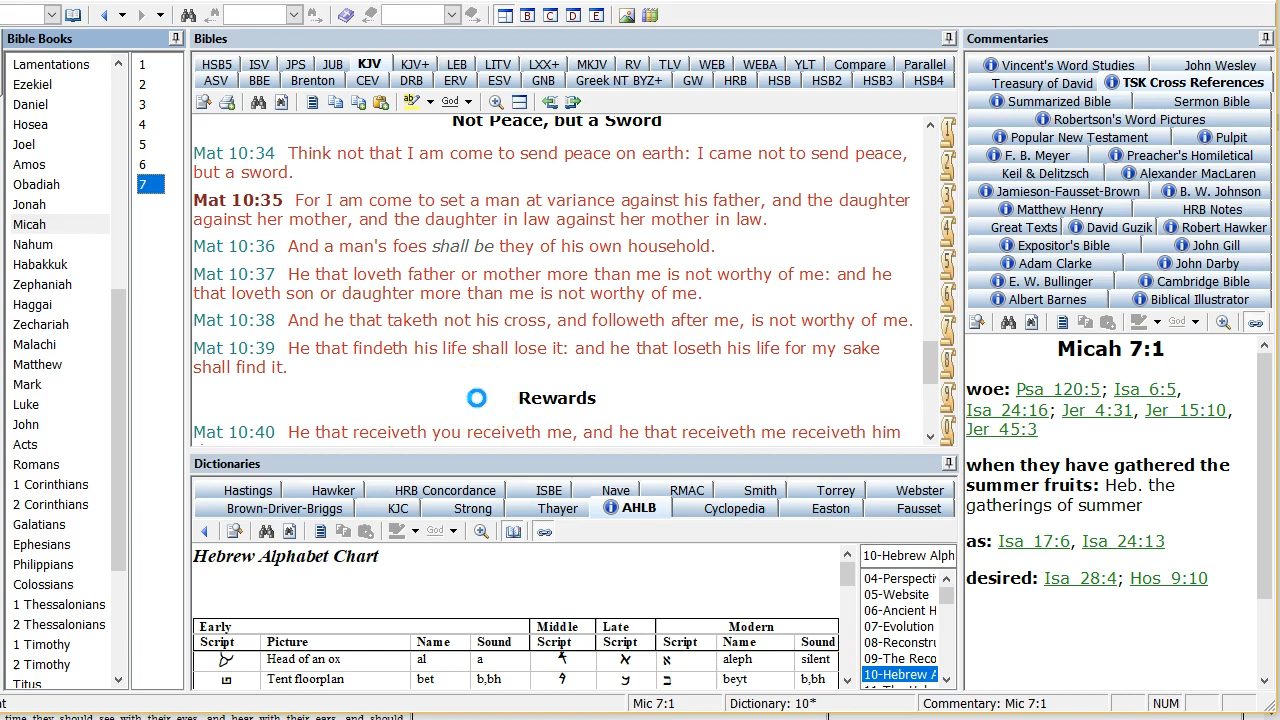 B C D E
Bible Books
Lamentations
Ezekiel
Daniel
Hosea
Joel
Amos
Obadiah
Jonah
Micah
Nahum
Habakkuk
Zephaniah
Haggai
Zechariah
Malachi
Matthew
Mark
Luke
John
Acts
Romans
1 Corinthians
2 Corinthians
Galatians
Ephesians
Philippians
Colossians
1 Thessalonians
2 Thessalonians
1 Timothy
2 Timothy
Titus
1
2
3
4
5
6
7
Bibles
HSB5 ISV JPS JUB KJV KJV+ LEB LITV LXX+ MKJV RV TLV WEB WEBA YLT Compare Parallel
ASV BBE Brenton CEV DRB ERV ESV GNB Greek NT BYZ+ GW HRB HSB HSB2 HSB3 HSB4
God
Not Peace, but a Sword
Mat 10:34 Think not that I am come to send peace on earth: I came not to send peace,
but a sword.
Mat 10:35 For I am come to set a man at variance against his father, and the daughter
against her mother, and the daughter in law against her mother in law.
Mat 10:36 And a man's foes shall be they of his own household.
Mat 10:37 He that loveth father or mother more than me is not worthy of me: and he
that loveth son or daughter more than me is not worthy of me.
Mat 10:38 And he that taketh not his cross, and followeth after me, is not worthy of me.
Mat 10:39 He that findeth his life shall lose it: and he that loseth his life for my sake
shall find it.
Rewards
Mat 10:40 He that receiveth you receiveth me, and he that receiveth me receiveth him
1
2
3
4
5
6
7
8
9
0
Dictionaries
Hastings Hawker HRB Concordance ISBE Nave RMAC Smith Torrey Webster
Brown-Driver-Briggs KJC Strong Thayer AHLB Cyclopedia Easton Fausset
God
Hebrew Alphabet Chart
Early Middle Late Modern
Script Picture Name Sound Script Script Script Name Sound
Head of an ox al a א א aleph silent
Tent floorplan bet b,bh ב beyt b,bh
10-Hebrew Alph
04-Perspecti
05-Website
06-Ancient H
07-Evolution
08-Reconstru
09-The Reco
10-Hebrew A
Commentaries
Vincent's Word Studies John Wesley
Treasury of David TSK Cross References
Summarized Bible Sermon Bible
Robertson's Word Pictures
Popular New Testament Pulpit
F. B. Meyer Preacher's Homiletical
Keil & Delitzsch Alexander MacLaren
Jamieson-Fausset-Brown B. W. Johnson
Matthew Henry HRB Notes
Great Texts David Guzik Robert Hawker
Expositor's Bible John Gill
Adam Clarke John Darby
E. W. Bullinger Cambridge Bible
Albert Barnes Biblical Illustrator
God
Micah 7:1
woe: Psa_120:5; Isa_6:5,
Isa_24:16; Jer_4:31, Jer_15:10,
Jer_45:3
when they have gathered the
summer fruits: Heb. the
gatherings of summer
as: Isa_17:6, Isa_24:13
desired: Isa_28:4; Hos_9:10
Mic 7:1 Dictionary: 10* Commentary: Mic 7:1 NUM